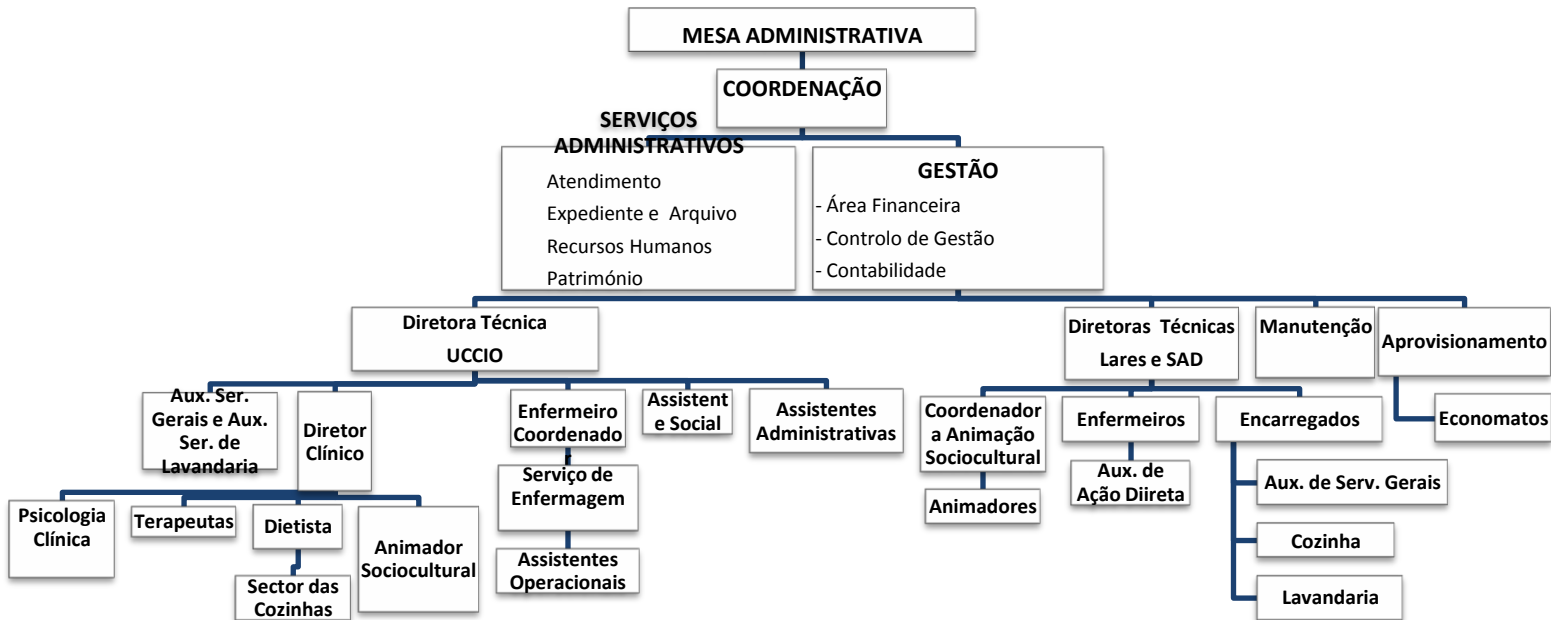 MESA ADMINISTRATIVA
COORDENAÇÃO
SERVIÇOS
ADMINISTRATIVOS
Atendimento
Expediente e Arquivo
Recursos Humanos
Património
GESTÃO
- Área Financeira
- Controlo de Gestão
- Contabilidade
Diretora Técnica
UCCIO
Diretoras Técnicas
Lares e SAD
Manutenção
Aprovisionamento
Aux. Ser.
Gerais e Aux.
Ser. de
Lavandaria
Diretor
Clínico
Enfermeiro
Coordenado
r
Assistent
e Social
Assistentes
Administrativas
Coordenador
a Animação
Sociocultural
Enfermeiros
Encarregados
Economatos
Psicologia
Clínica
Terapeutas
Dietista
Animador
Sociocultural
Serviço de
Enfermagem
Animadores
Aux. de
Ação Diireta
Aux. de Serv. Gerais
Sector das
Cozinhas
Assistentes
Operacionais
Cozinha
Lavandaria